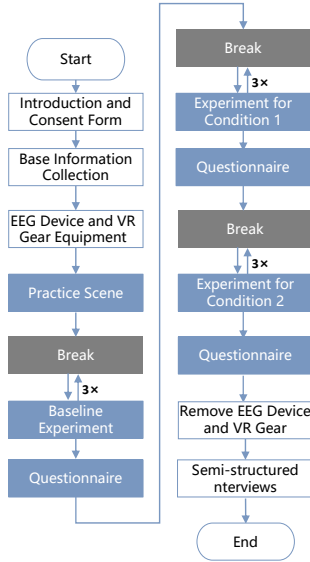 Start
Introduction and
Consent Form
Base Information
Collection
EEG Device and VR
Gear Equipment
Practice Scene
Break
3×
Baseline
Experiment
Questionnaire
Break
3×
Experiment for
Condition 1
Questionnaire
Break
3×
Experiment for
Condition 2
Questionnaire
Remove EEG Device
and VR Gear
Semi-structured
nterviews
End